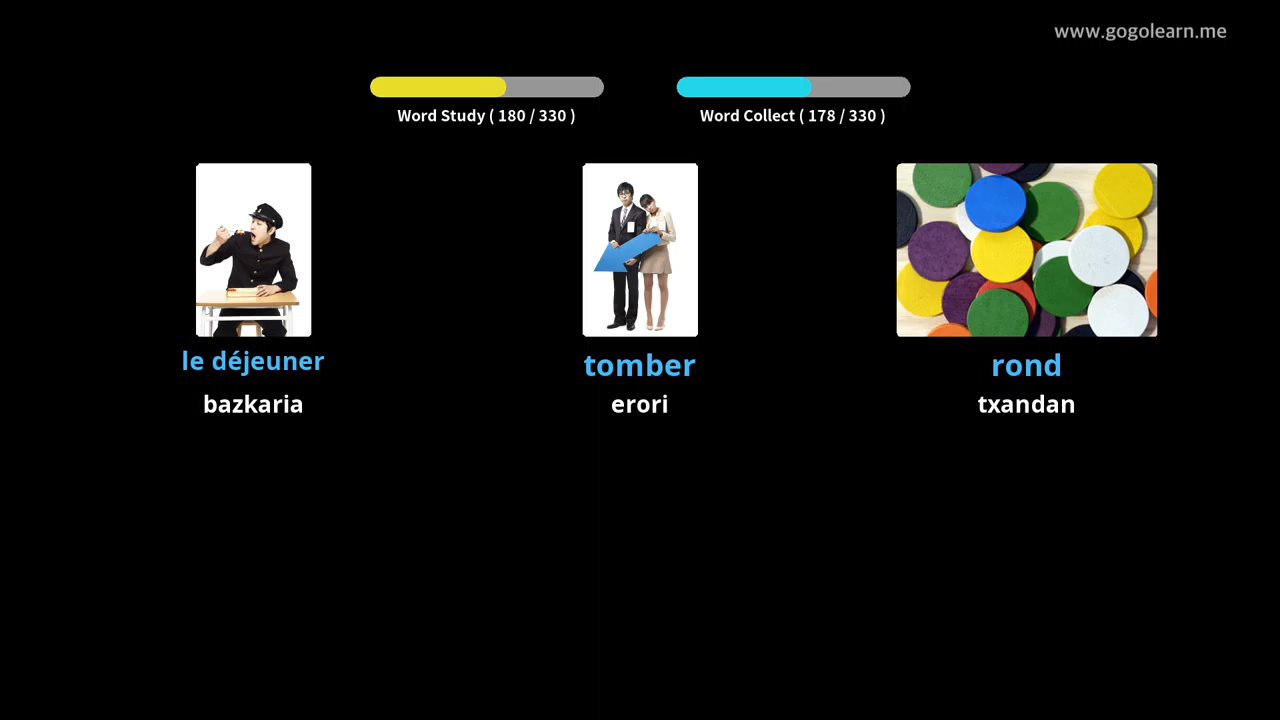 www.gogolearn.me
Word Study ( 180 / 330 )
Word Collect ( 178 / 330 )
le déjeuner
bazkaria
tomber
erori
rond
txandan